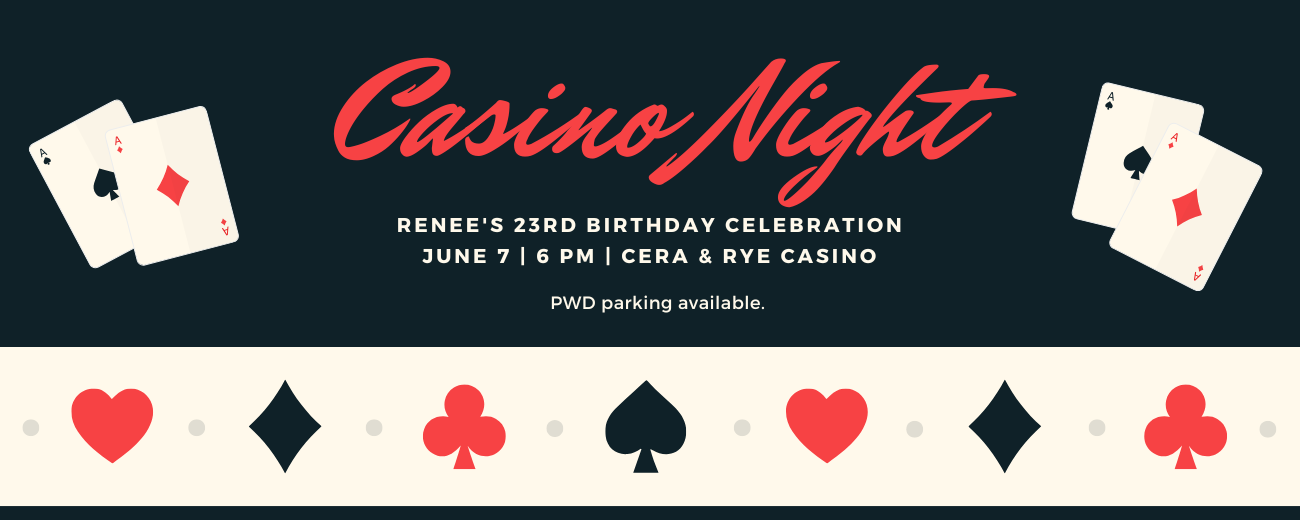 Casino Night
RENEE'S 23RD BIRTHDAY CELEBRATION
JUNE 7 | 6 PM | CERA & RYE CASINO
PWD parking available.
A
A
A
A
A
A